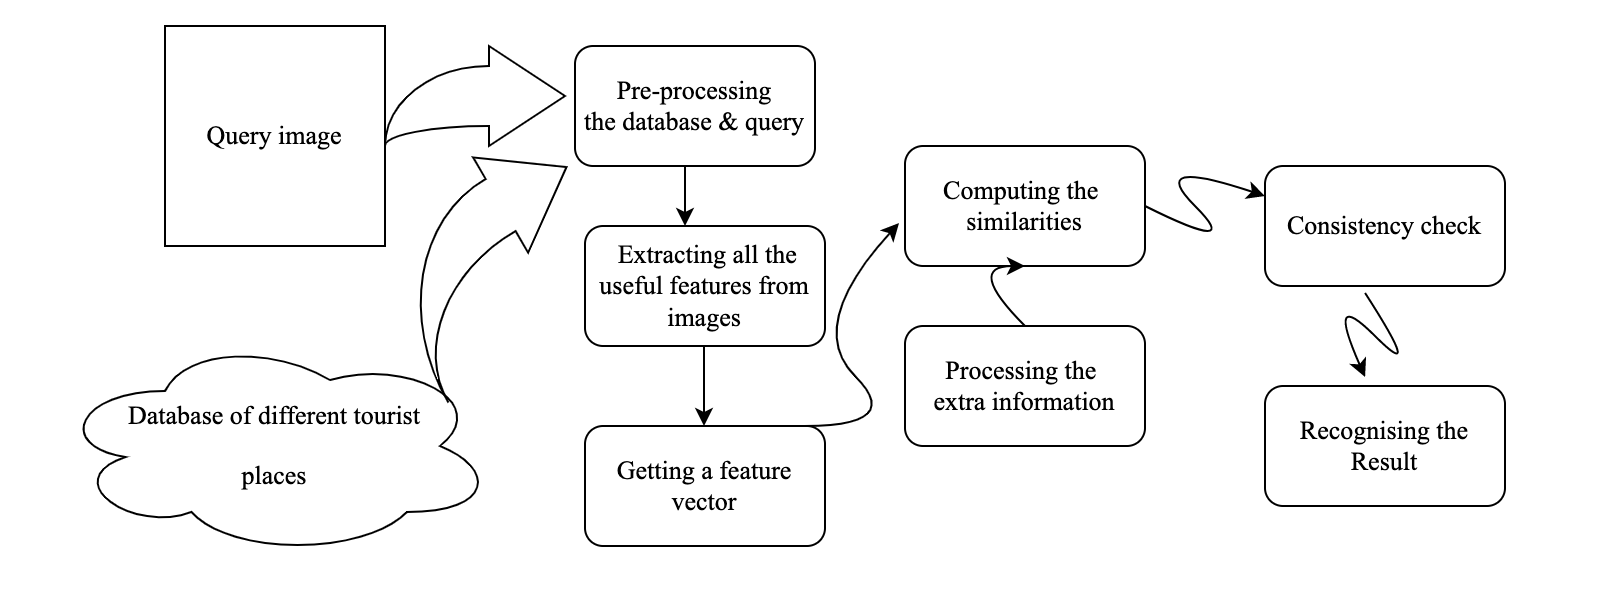 Query image
Database of different tourist
places
Pre-processing
the database & query
Extracting all the
useful features from
images
Getting a feature
vector
Computing the
similarities
Processing the
extra information
Consistency check
Recognising the
Result